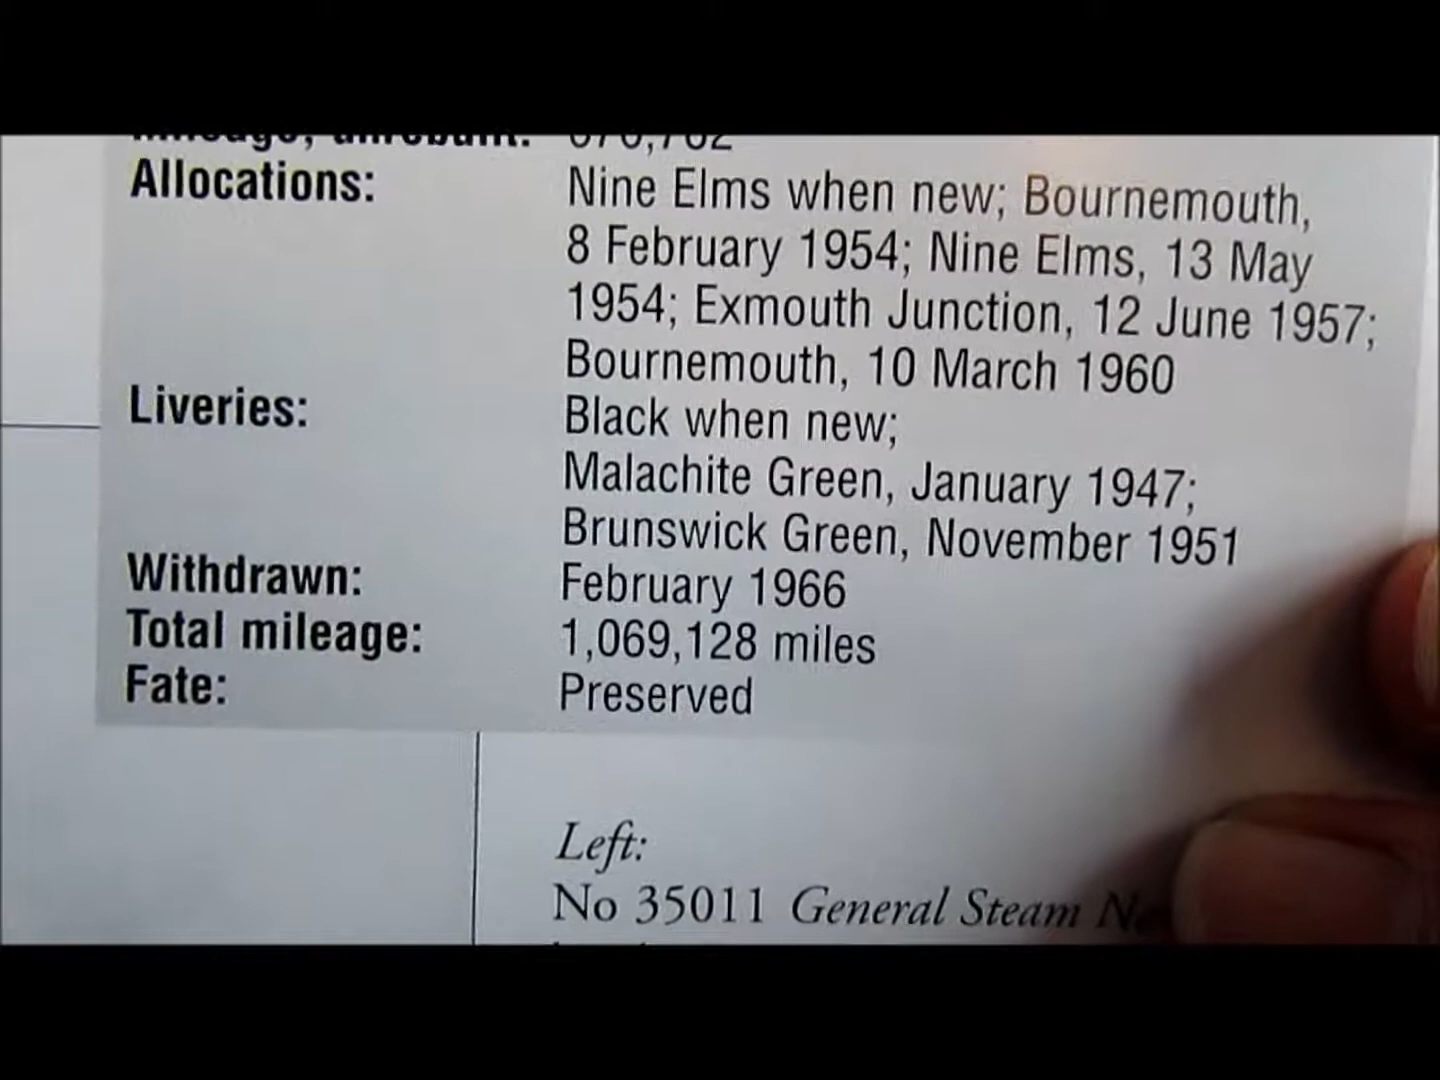 Allocations: Nine Elms when new; Bournemouth,
8 February 1954; Nine Elms, 13 May
1954; Exmouth Junction, 12 June 1957;
Bournemouth, 10 March 1960
Liveries: Black when new;
Malachite Green, January 1947;
Brunswick Green, November 1951
Withdrawn: February 1966
Total mileage: 1,069,128 miles
Fate: Preserved
Left:
No 35011 General Steam